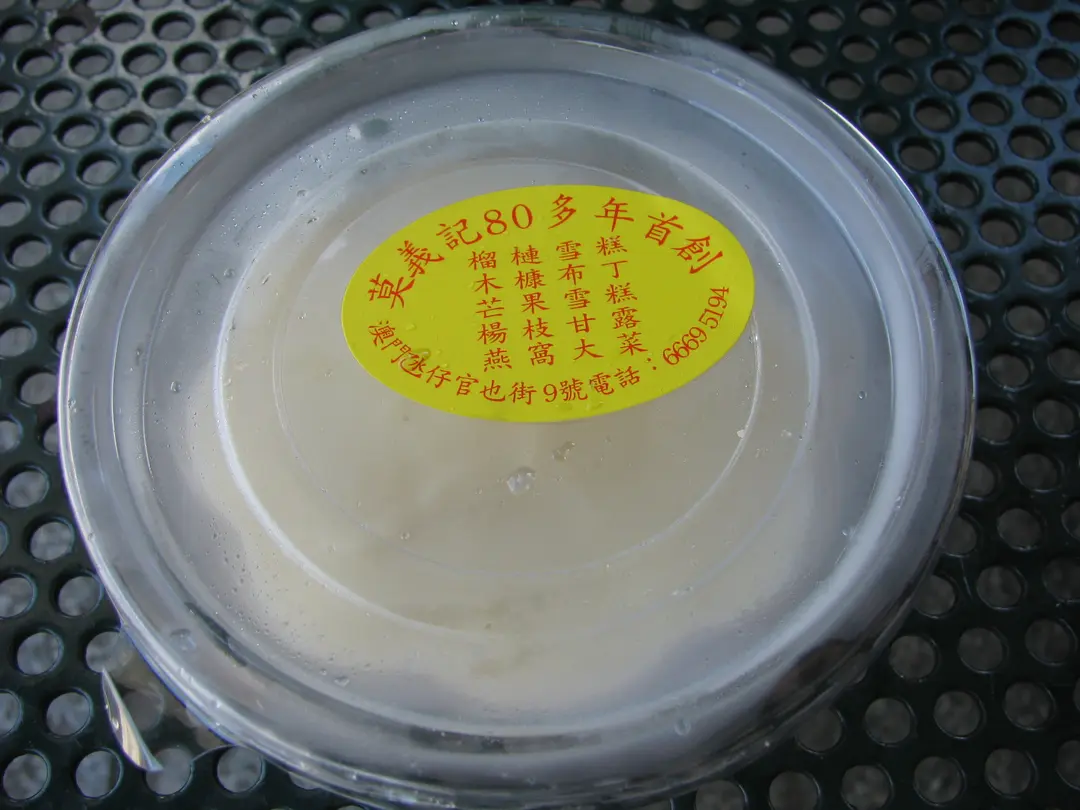 莫義記80多年首創
榴槤雪糕
木槺布丁
芒果雪糕
楊枝甘露
燕窩大菜
澳門氹仔官也街9號電話：6669 5194